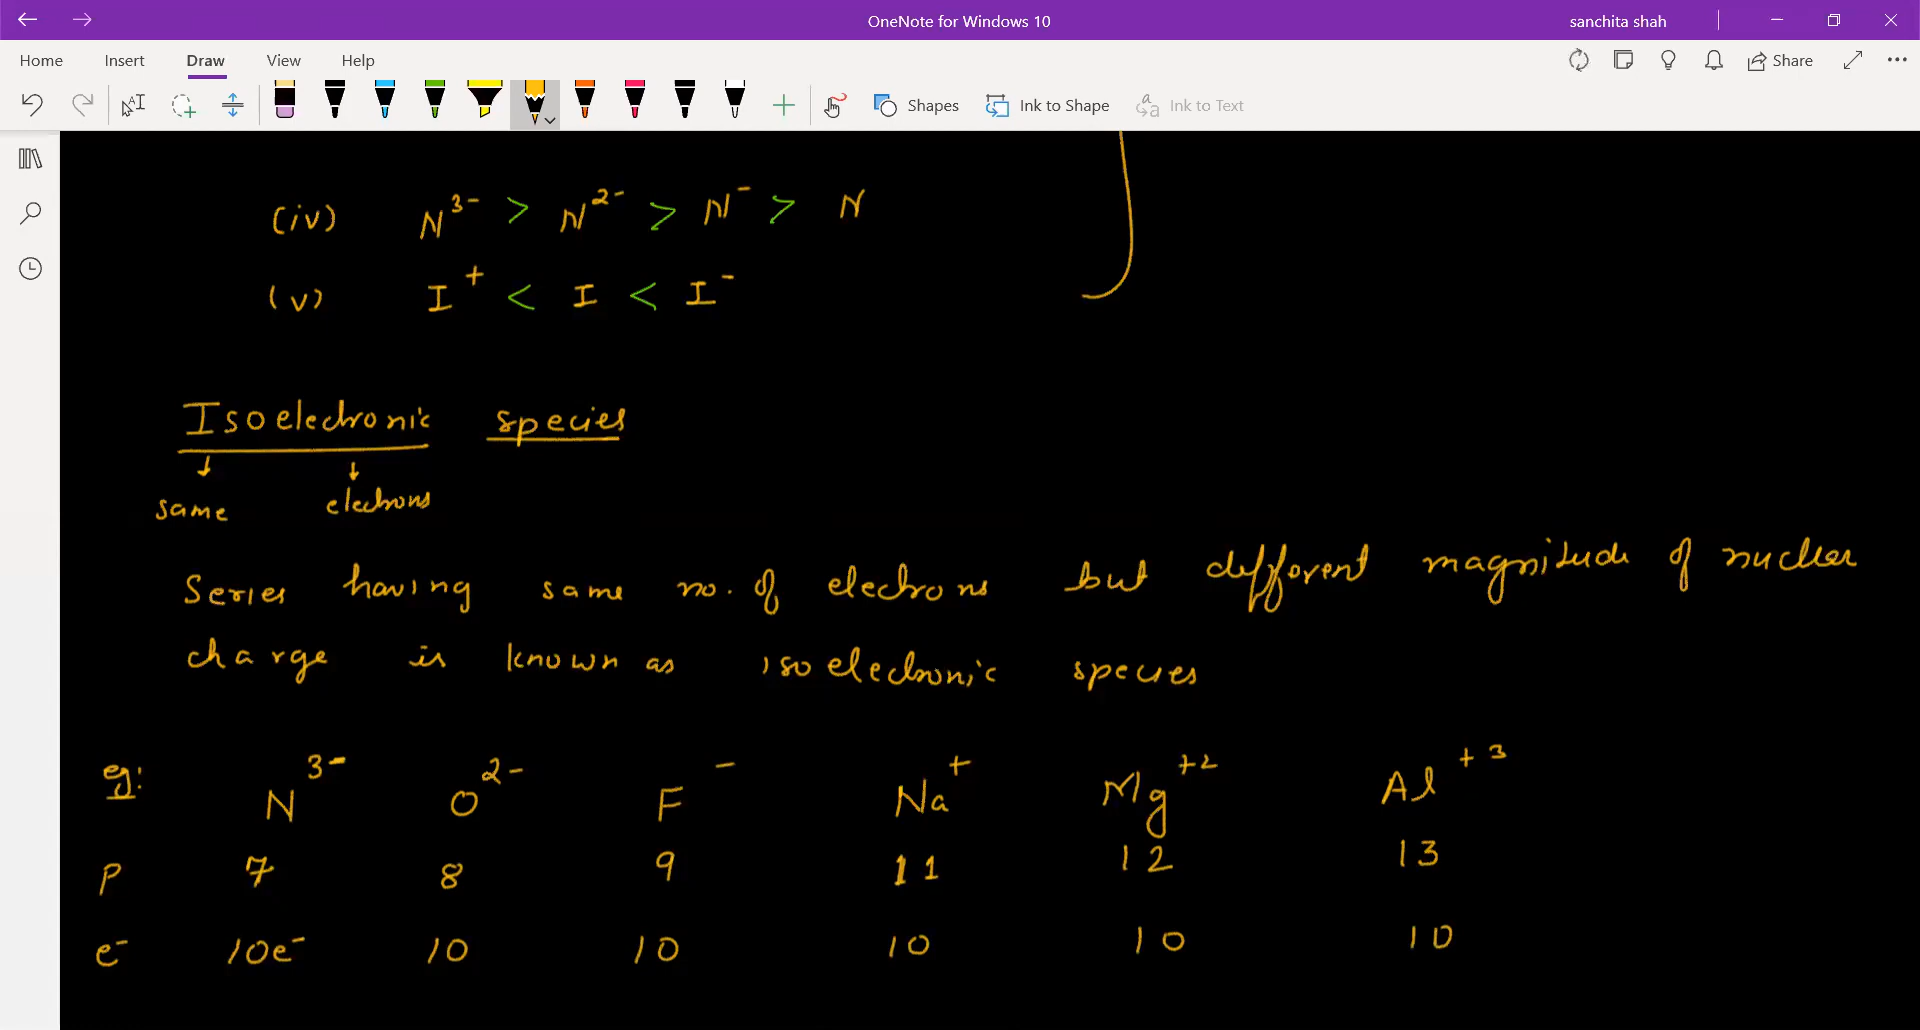 OneNote for Windows 10
sanchita shah
Home Insert Draw View Help Share
Shapes Ink to Shape Ink to Text
(iv) N³⁻ > N²⁻ > N⁻ > N
(v) I⁺ < I < I⁻
Isoelectronic species
same electrons
Series having same no. of electrons but different magnitude of nuclear
charge is known as isoelectronic species
eg: N³⁻ O²⁻ F⁻ Na⁺ Mg⁺² Al⁺³
P 7 8 9 11 12 13
e⁻ 10e⁻ 10 10 10 10 10